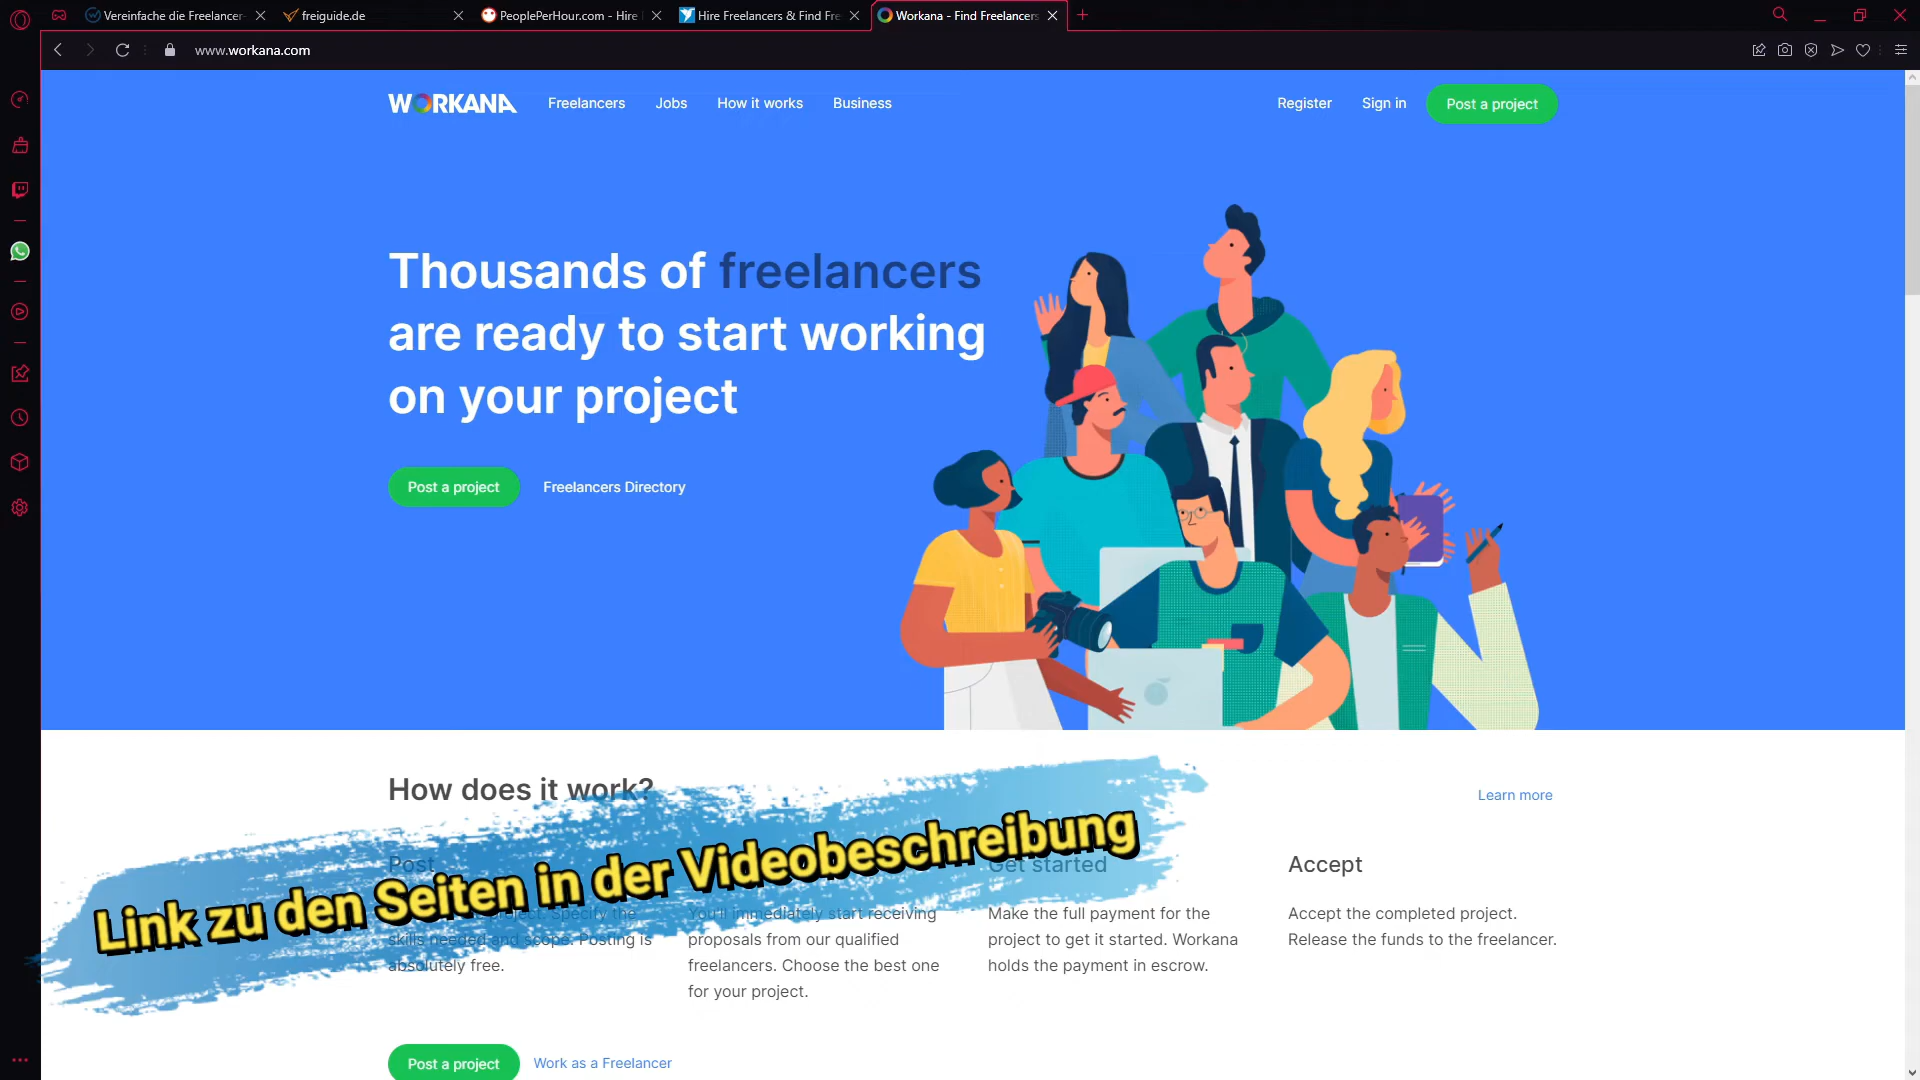 Vereinfache die Freelancer-
freiguide.de
PeoplePerHour.com - Hire
Hire Freelancers & Find Fre
Workana - Find Freelancers
www.workana.com
WORKANA
Freelancers
Jobs
How it works
Business
Register
Sign in
Post a project
Thousands of freelancers
are ready to start working
on your project
Post a project
Freelancers Directory
How does it work?
Learn more
Post
Get started
Accept
Link zu den Seiten in der Videobeschreibung
project. Specify the
skills needed and scope. Posting is
absolutely free.
You'll immediately start receiving
proposals from our qualified
freelancers. Choose the best one
for your project.
Make the full payment for the
project to get it started. Workana
holds the payment in escrow.
Accept the completed project.
Release the funds to the freelancer.
Post a project
Work as a Freelancer